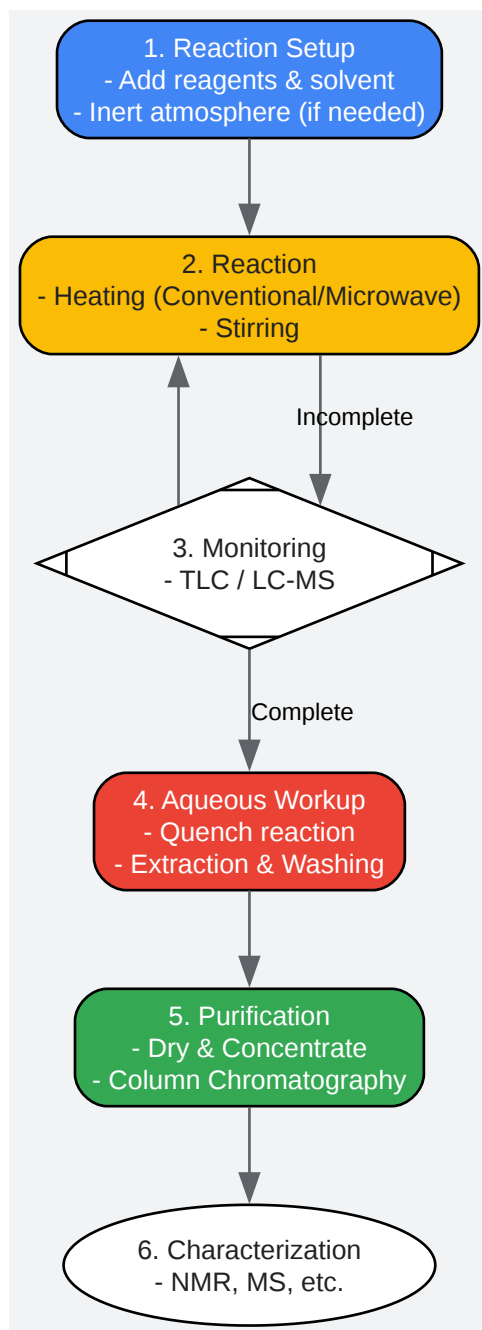 1. Reaction Setup
- Add reagents & solvent
- Inert atmosphere (if needed)
2. Reaction
- Heating (Conventional/Microwave)
- Stirring
Incomplete
3. Monitoring
- TLC / LC-MS
Complete
4. Aqueous Workup
- Quench reaction
- Extraction & Washing
5. Purification
- Dry & Concentrate
- Column Chromatography
6. Characterization
- NMR, MS, etc.